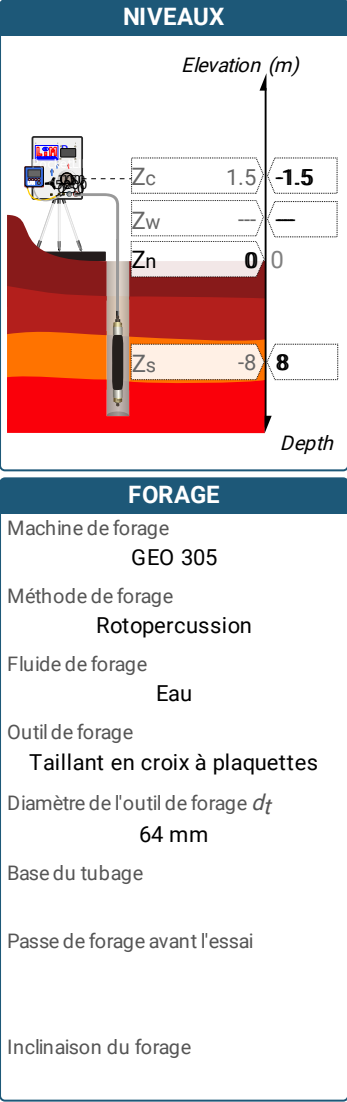 NIVEAUX
Elevation (m)
LIM
Zc 1.5 -1.5
Zw --- —
Zn 0 0
Zs -8 8
Depth
FORAGE
Machine de forage
GEO 305
Méthode de forage
Rotopercussion
Fluide de forage
Eau
Outil de forage
Taillant en croix à plaquettes
Diamètre de l'outil de forage dt
64 mm
Base du tubage
Passe de forage avant l'essai
Inclinaison du forage